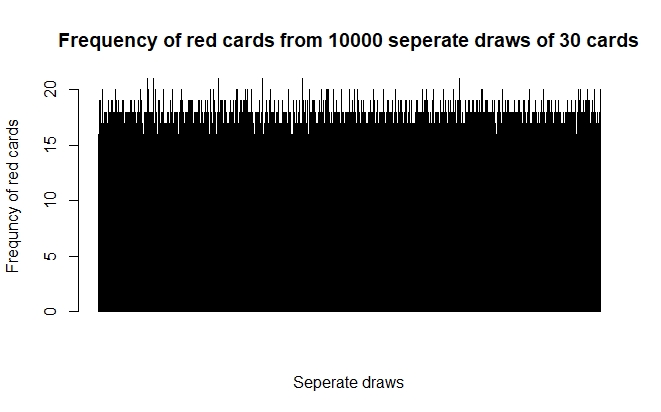 Frequency of red cards from 10000 seperate draws of 30 cards
Frequncy of red cards
20
15
10
5
0
Seperate draws